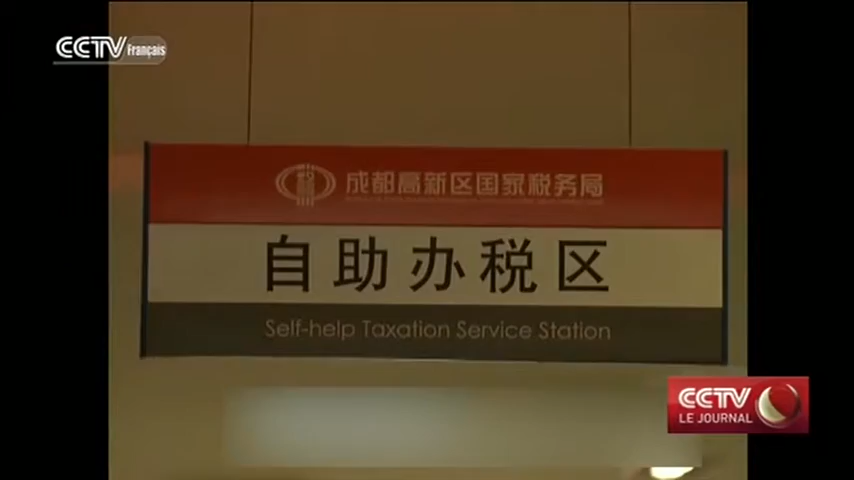 CCTV Français
成都高新区国家税务局
自助办税区
Self-help Taxation Service Station
CCTV
LE JOURNAL